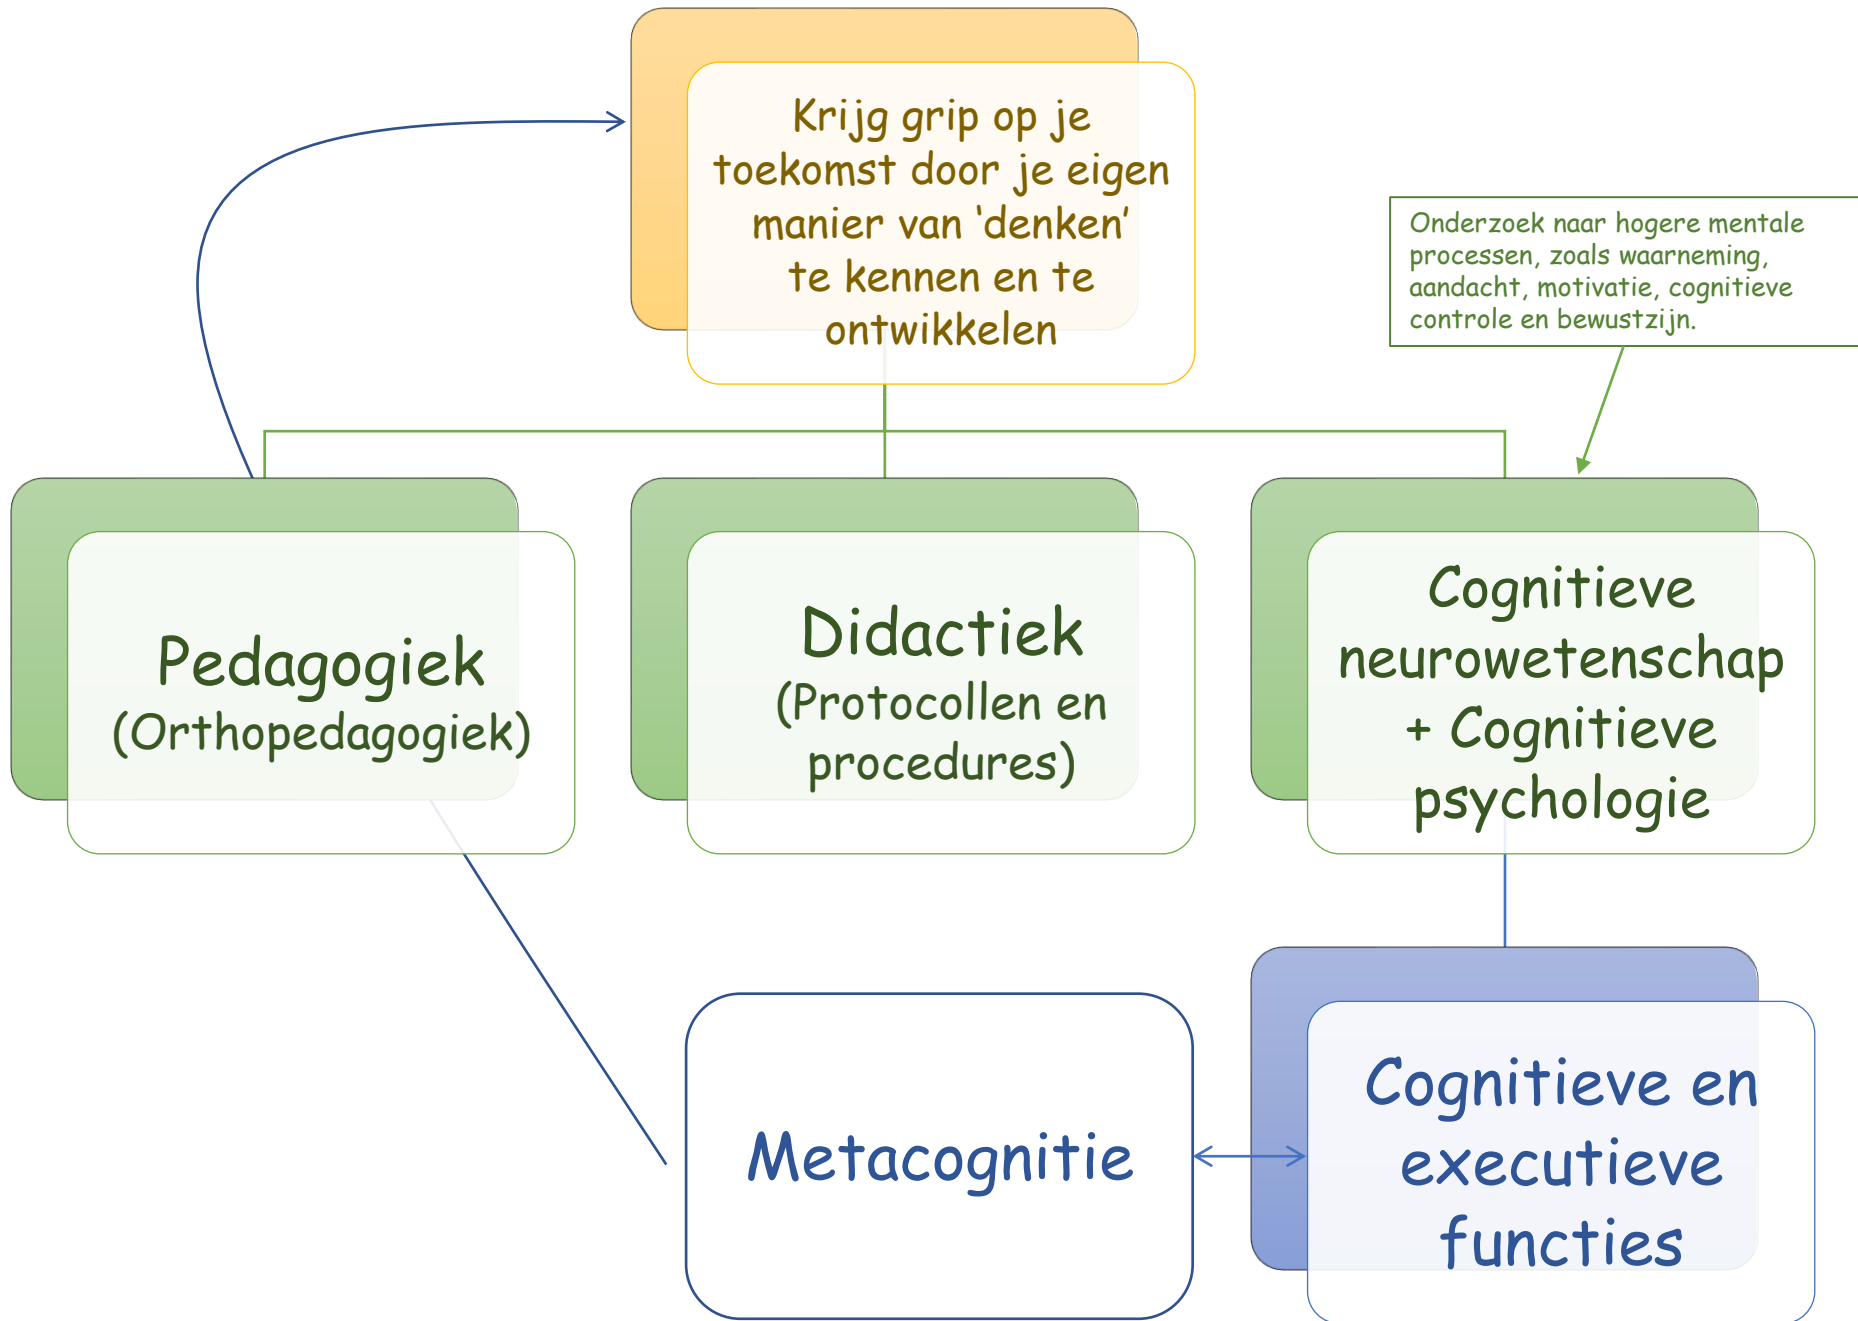 Krijg grip op je
toekomst door je eigen
manier van ‘denken’
te kennen en te
ontwikkelen
Onderzoek naar hogere mentale
processen, zoals waarneming,
aandacht, motivatie, cognitieve
controle en bewustzijn.
Pedagogiek
(Orthopedagogiek)
Didactiek
(Protocollen en
procedures)
Cognitieve
neurowetenschap
+ Cognitieve
psychologie
Metacognitie
Cognitieve en
executieve
functies